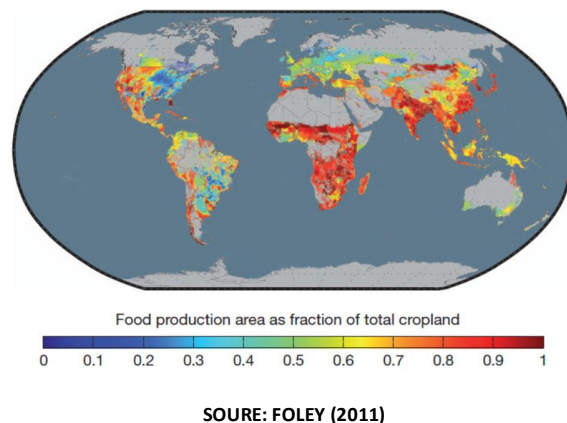 Food production area as fraction of total cropland
0 0.1 0.2 0.3 0.4 0.5 0.6 0.7 0.8 0.9 1
SOURE: FOLEY (2011)